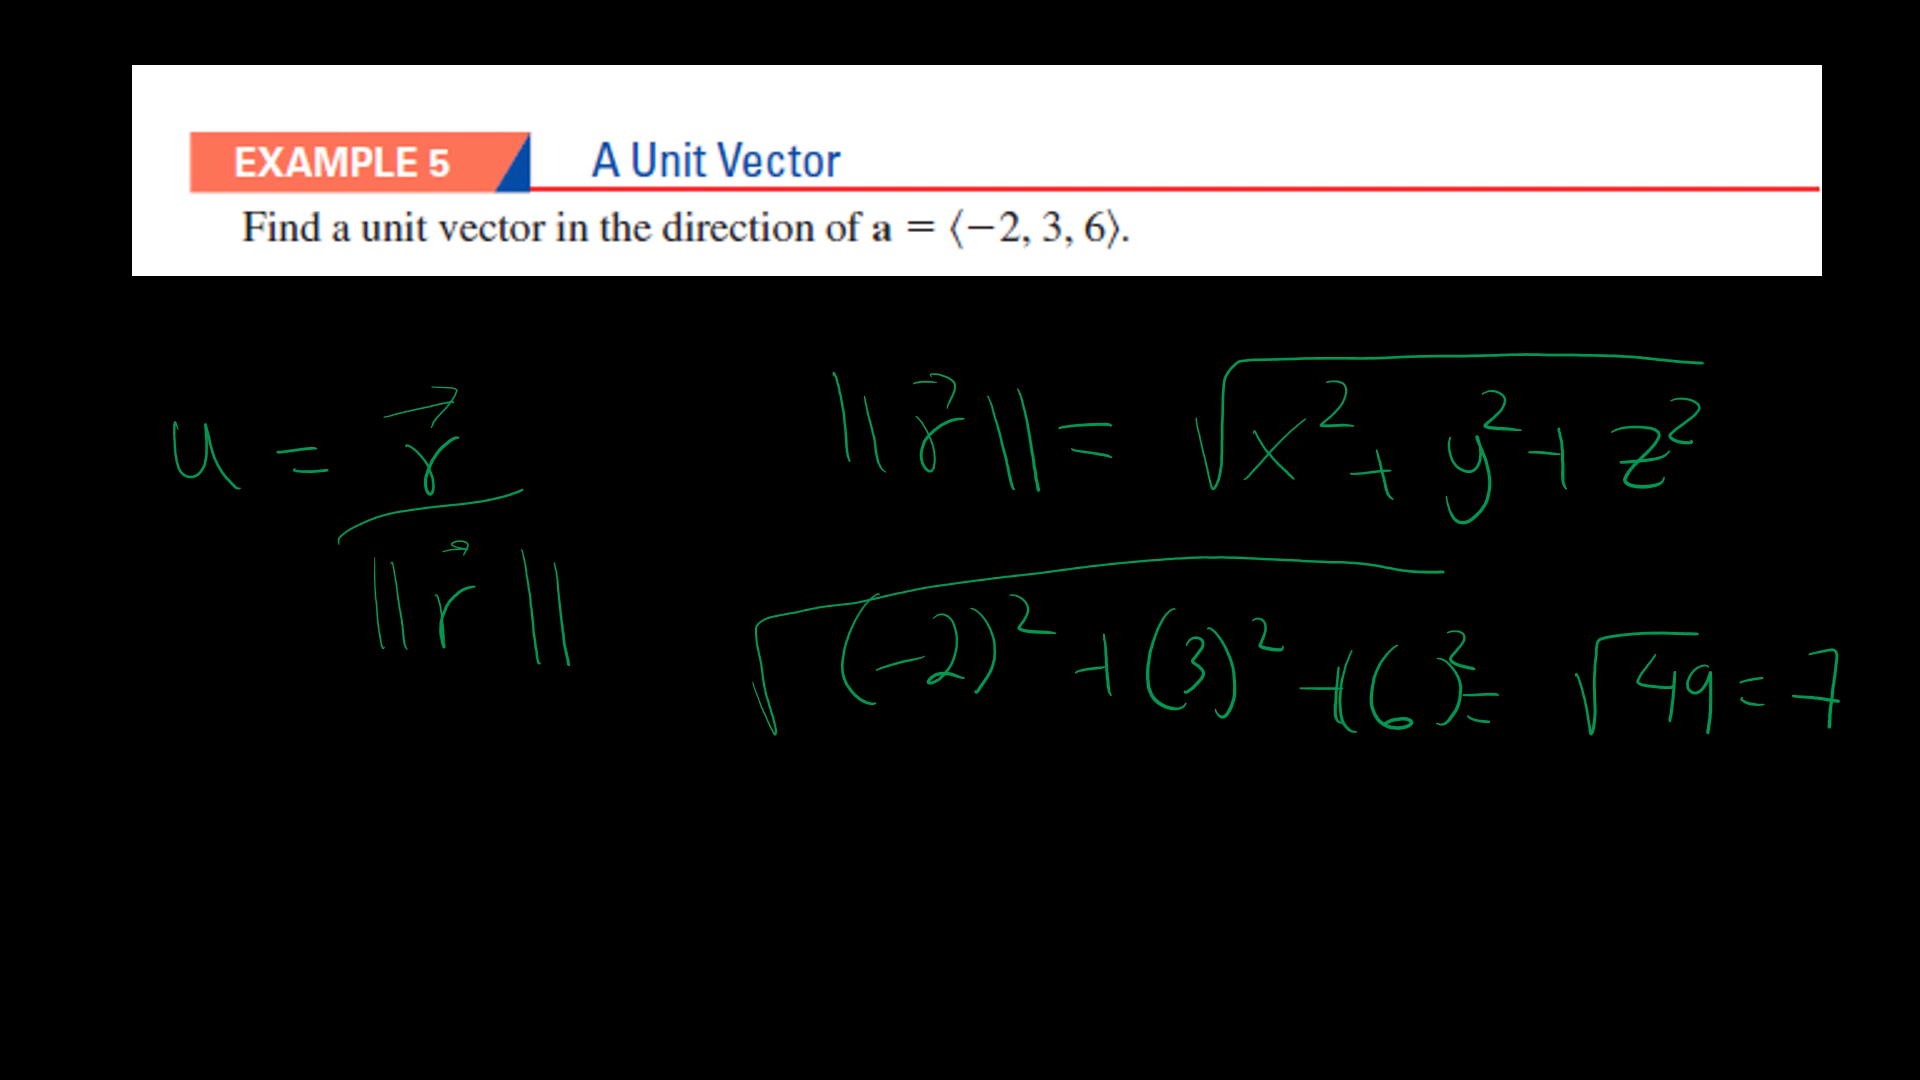 EXAMPLE 5 A Unit Vector
Find a unit vector in the direction of a = ⟨−2, 3, 6⟩.
u = r⃗ / ||r⃗||
||r⃗|| = √(x² + y² + z²)
√((-2)² + (3)² + (6)²) = √49 = 7